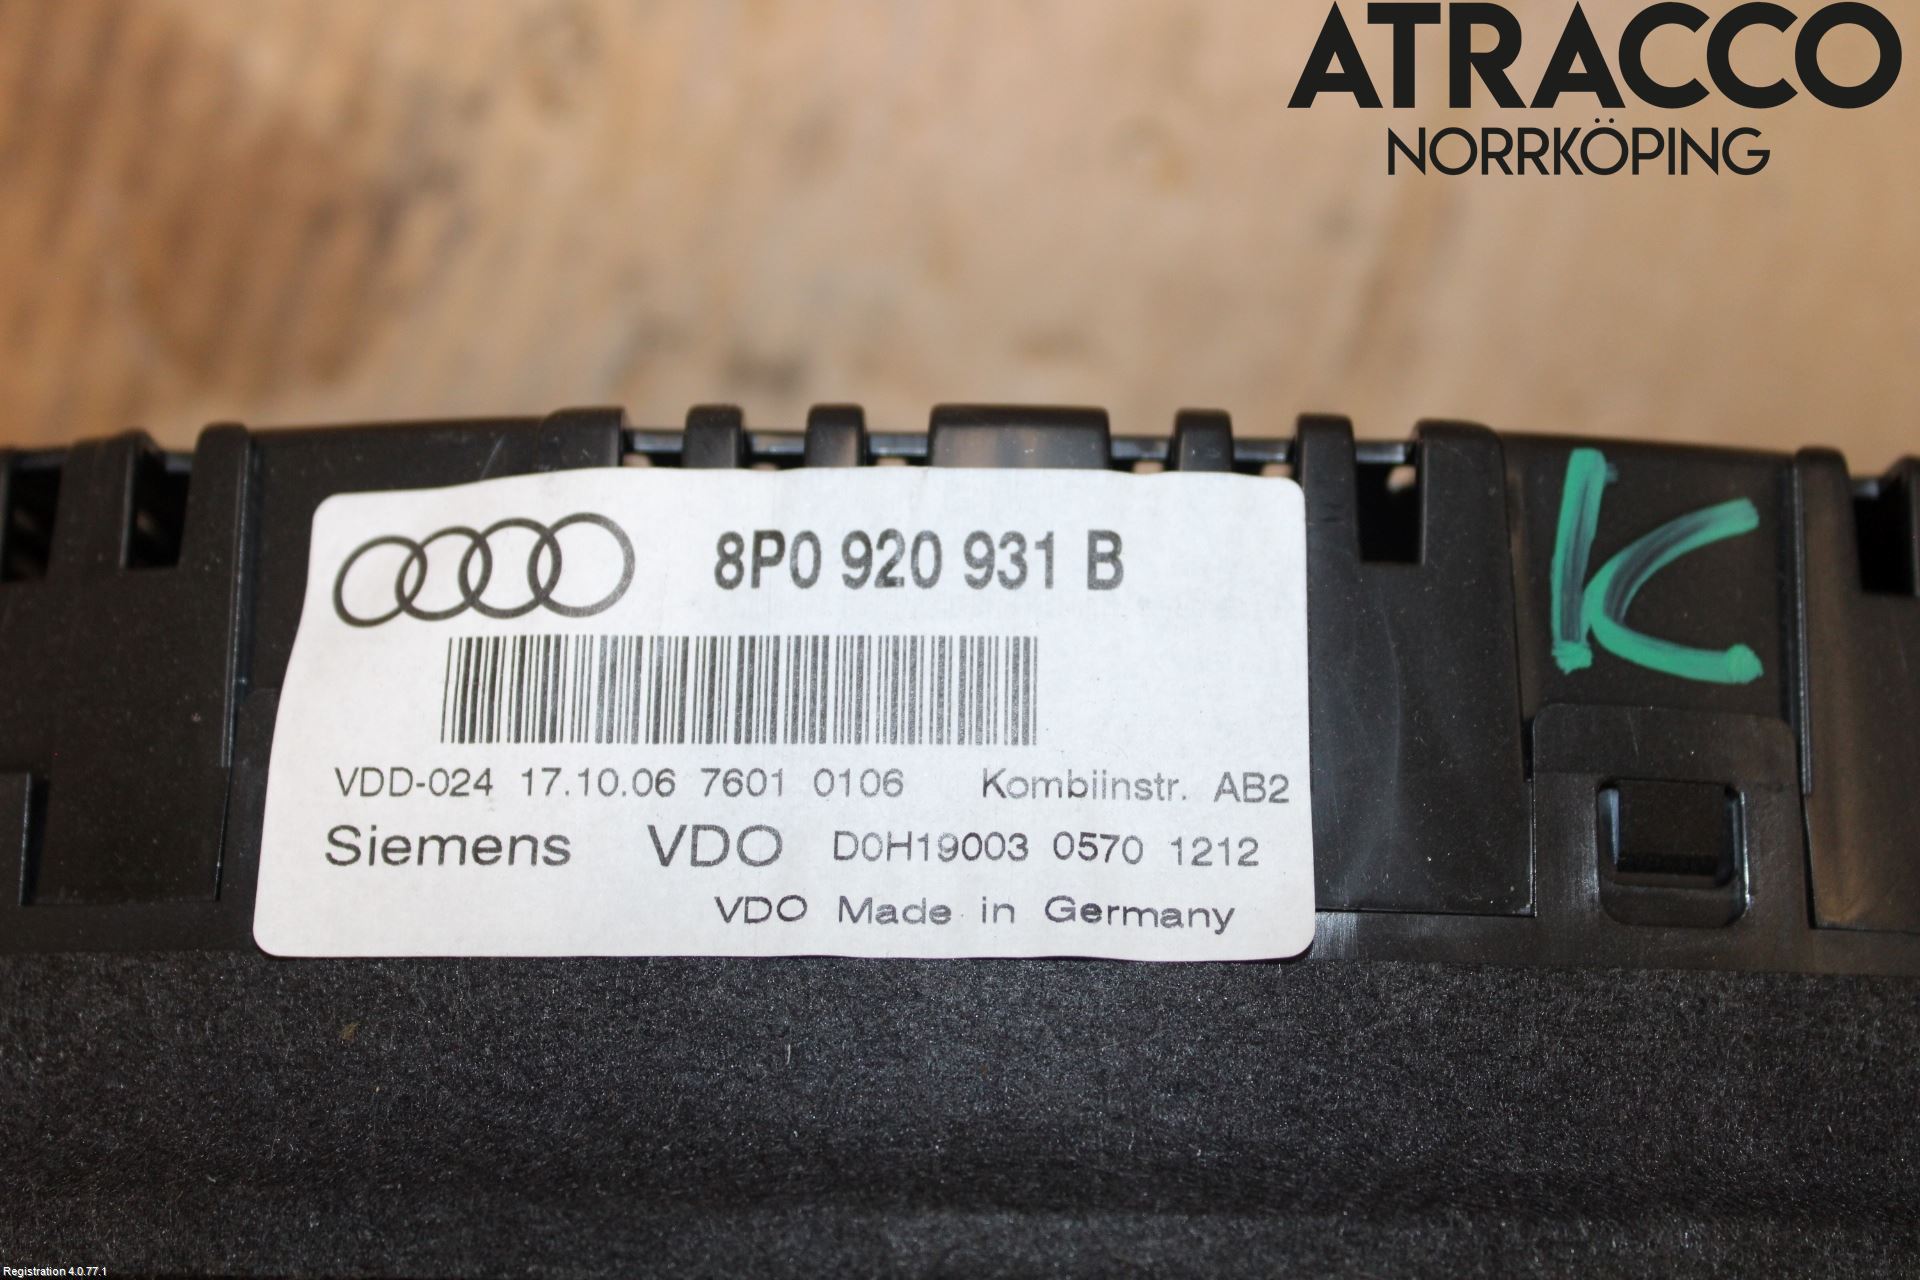 ATRACCO
NORRKÖPING
8P0 920 931 B
K
VDD-024 17.10.06 7601 0106 Kombiinstr. AB2
Siemens VDO D0H19003 0570 1212
VDO Made in Germany
Registration 4.0.77.1